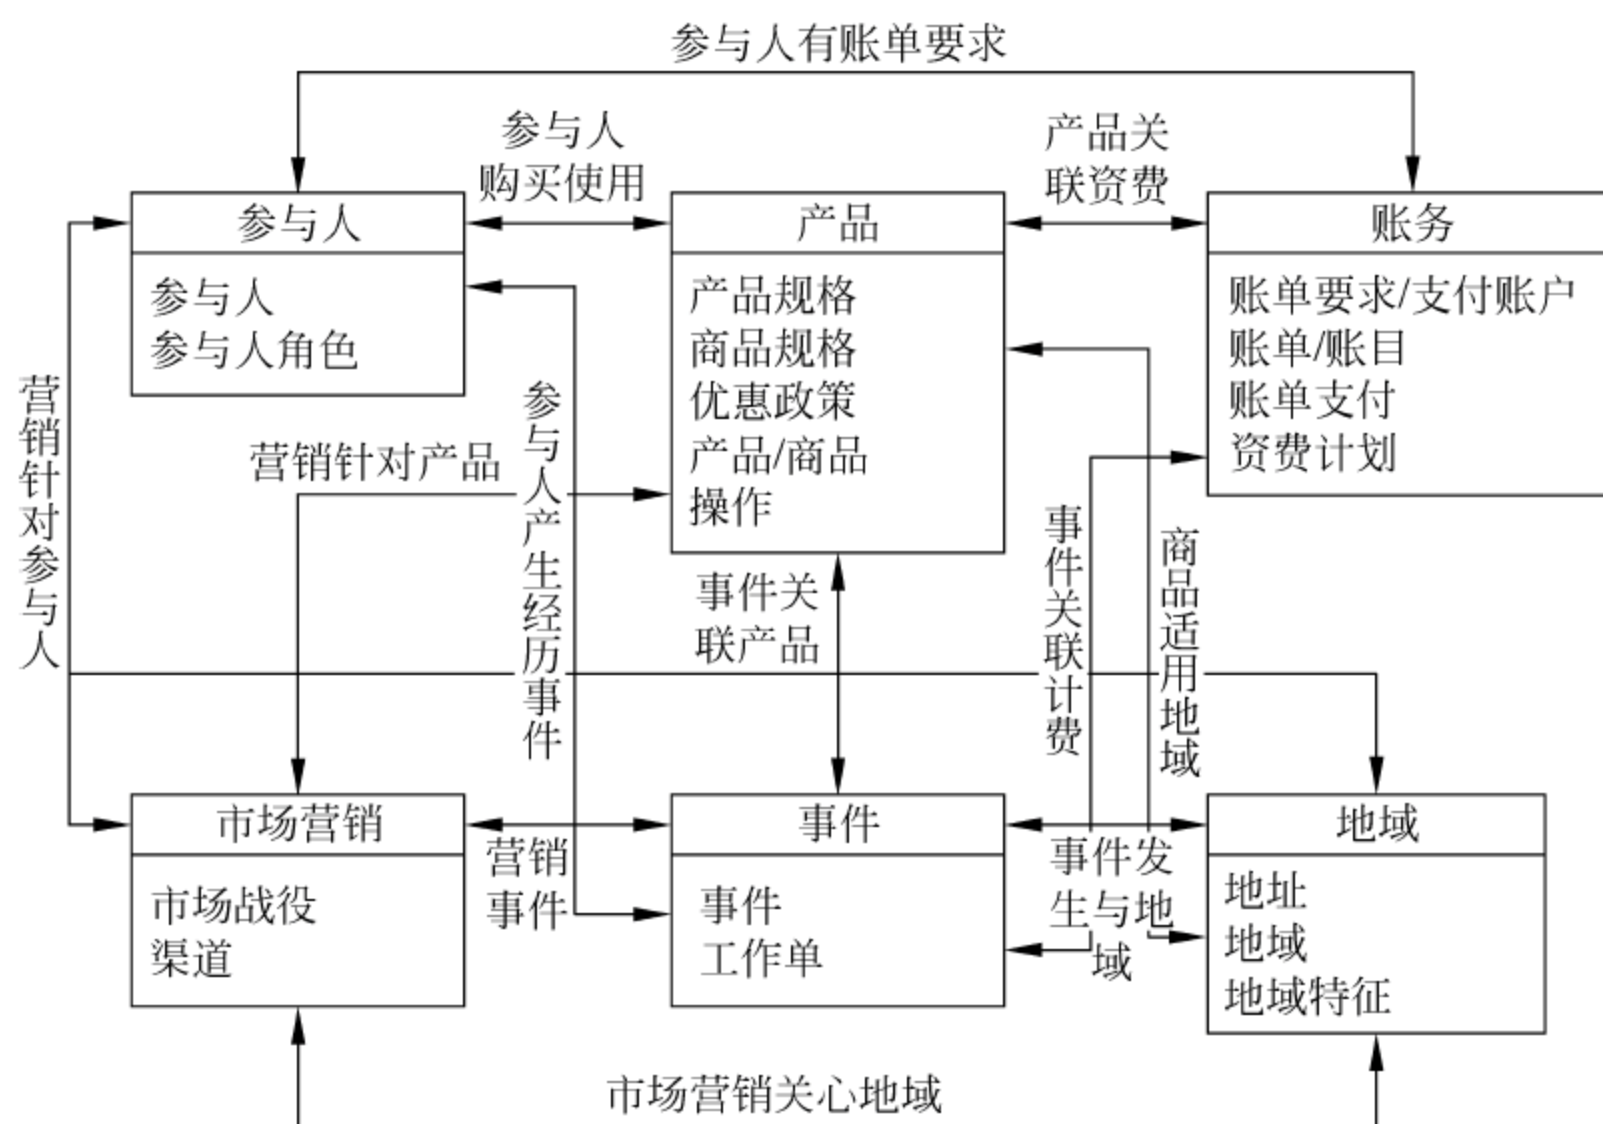 参与人有账单要求
参与人
购买使用
产品关
联资费
参与人
参与人
参与人角色
产品
产品规格
商品规格
优惠政策
产品/商品
操作
账务
账单要求/支付账户
账单/账目
账单支付
资费计划
营销针对参与人
营销针对产品
参与人产生经历事件
事件关
联产品
事件关联计费
商品适用地域
市场营销
市场战役
渠道
营销
事件
事件
事件
工作单
事件发
生与地
域
地域
地址
地域
地域特征
市场营销关心地域